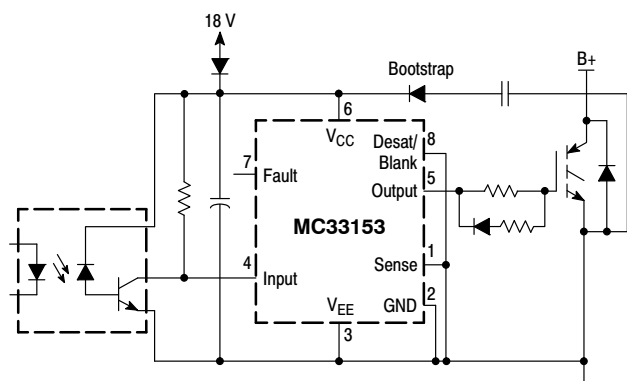 18 V
Bootstrap
B+
6
VCC
Desat/
Blank
8
7
Fault
5
Output
MC33153
4
Input
1
Sense
2
GND
VEE
3